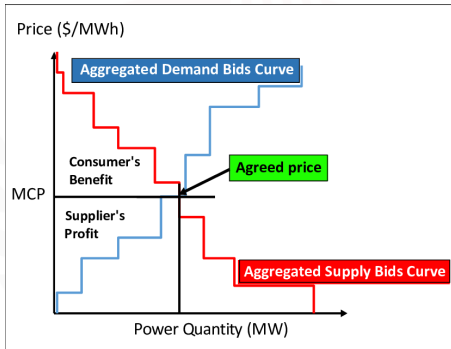 Price ($/MWh)
Aggregated Demand Bids Curve
Consumer's
Benefit
Agreed price
MCP
Supplier's
Profit
Aggregated Supply Bids Curve
Power Quantity (MW)